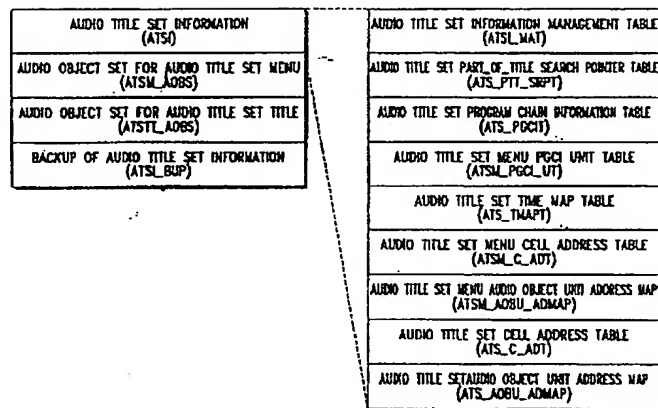 AUDIO TITLE SET INFORMATION
(ATSI)
AUDIO OBJECT SET FOR AUDIO TITLE SET MENU
(ATSM_AOBS)
AUDIO OBJECT SET FOR AUDIO TITLE SET TITLE
(ATSTT_AOBS)
BACKUP OF AUDIO TITLE SET INFORMATION
(ATSI_BUP)
AUDIO TITLE SET INFORMATION MANAGEMENT TABLE
(ATSI_MAT)
AUDIO TITLE SET PART_OF_TITLE SEARCH POINTER TABLE
(ATS_PTT_SRPT)
AUDIO TITLE SET PROGRAM CHAIN INFORMATION TABLE
(ATS_PGCIT)
AUDIO TITLE SET MENU PGCI UNIT TABLE
(ATSM_PGCI_UT)
AUDIO TITLE SET TIME MAP TABLE
(ATS_TMAPT)
AUDIO TITLE SET MENU CELL ADDRESS TABLE
(ATSM_C_ADT)
AUDIO TITLE SET MENU AUDIO OBJECT UNIT ADDRESS MAP
(ATSM_AOBU_ADMAP)
AUDIO TITLE SET CELL ADDRESS TABLE
(ATS_C_ADT)
AUDIO TITLE SETAUDIO OBJECT UNIT ADDRESS MAP
(ATS_AOBU_ADMAP)